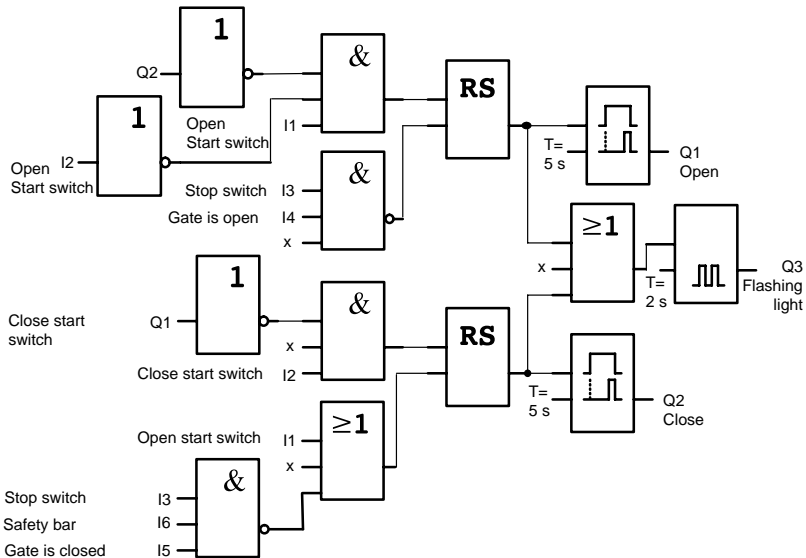 1
&
Q2
RS
1
Open
Start switch
I1
I2
Open
Start switch
T=
5 s
Q1
Open
&
Stop switch
I3
Gate is open
I4
x
≥1
x
T=
2 s
Q3
Flashing
light
1
&
Close start
switch
Q1
x
RS
Close start switch
I2
T=
5 s
Q2
Close
≥1
Open start switch
I1
x
&
Stop switch
I3
Safety bar
I6
Gate is closed
I5